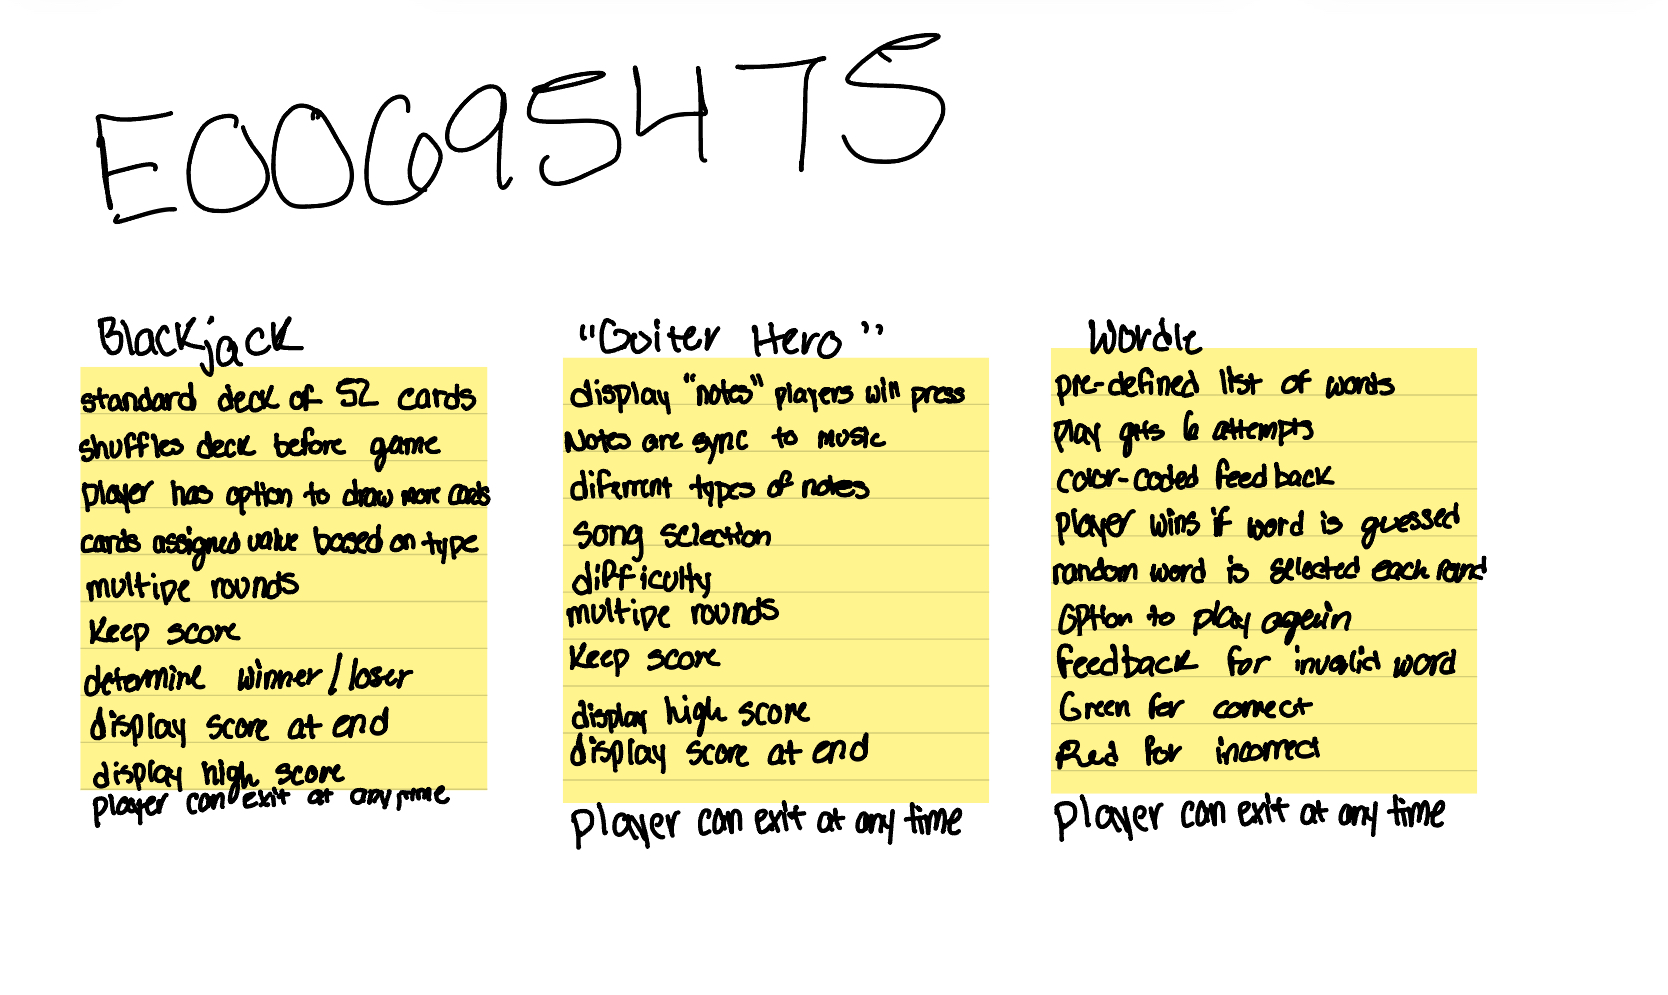 E00695475
Blackjack
standard deck of 52 cards
shuffles deck before game
player has option to draw more cards
cards assigned value based on type
multipe rounds
Keep score
determine winner/loser
display score at end
display high score
player can exit at any time
"Guiter Hero"
display "notes" players will press
Notes are sync to music
different types of notes
song selection
difficulty
multipe rounds
Keep score
display high score
display score at end
player can exit at any time
Wordle
pre-defined list of words
play gets 6 attempts
color-coded feedback
player wins if word is guessed
random word is selected each round
option to play again
feedback for invalid word
Green for correct
Red for incorrect
player can exit at any time